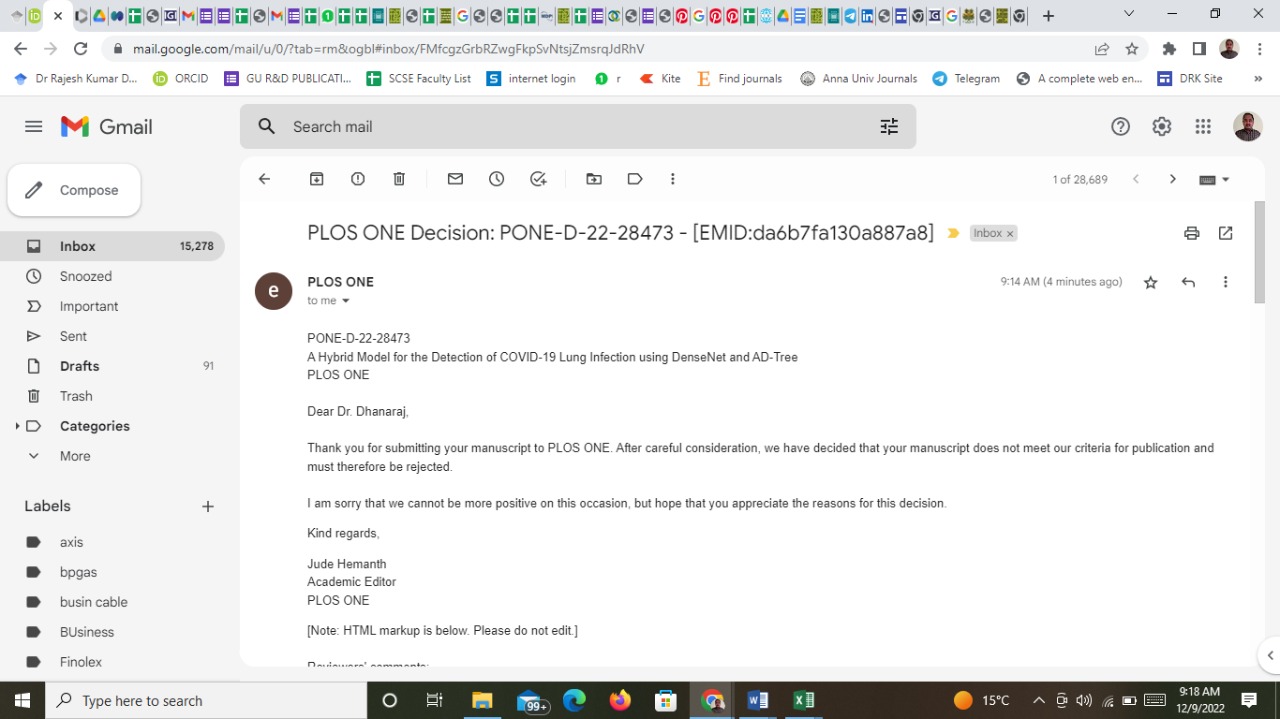 mail.google.com/mail/u/0/?tab=rm&ogbl#inbox/FMfcgzGrbRZwgFkpSvNtsjZmsrqJdRhV
Dr Rajesh Kumar D...
ORCID
GU R&D PUBLICATI...
SCSE Faculty List
internet login
r
Kite
Find journals
Anna Univ Journals
Telegram
A complete web en...
DRK Site
Gmail
Search mail
Compose
1 of 28,689
Inbox 15,278
Snoozed
Important
Sent
Drafts 91
Trash
Categories
More
Labels
axis
bpgas
busin cable
BUsiness
Finolex
PLOS ONE Decision: PONE-D-22-28473 - [EMID:da6b7fa130a887a8]
Inbox x
e
PLOS ONE
to me
9:14 AM (4 minutes ago)
PONE-D-22-28473
A Hybrid Model for the Detection of COVID-19 Lung Infection using DenseNet and AD-Tree
PLOS ONE
Dear Dr. Dhanaraj,
Thank you for submitting your manuscript to PLOS ONE. After careful consideration, we have decided that your manuscript does not meet our criteria for publication and
must therefore be rejected.
I am sorry that we cannot be more positive on this occasion, but hope that you appreciate the reasons for this decision.
Kind regards,
Jude Hemanth
Academic Editor
PLOS ONE
[Note: HTML markup is below. Please do not edit.]
Reviewers' comments:
Type here to search
99+
15°C
9:18 AM
12/9/2022